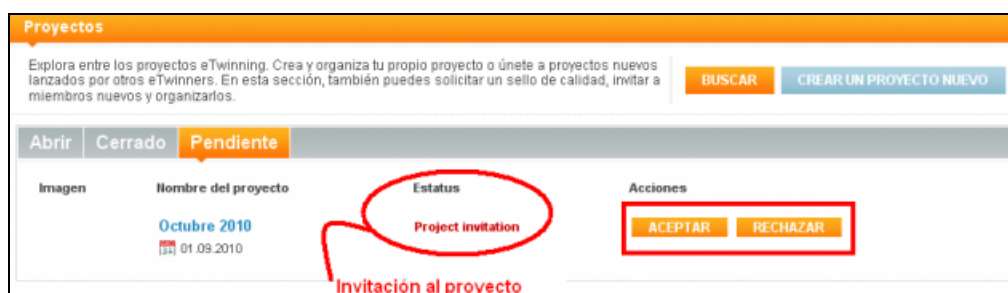 Proyectos
Explora entre los proyectos eTwinning. Crea y organiza tu propio proyecto o únete a proyectos nuevos
lanzados por otros eTwinners. En esta sección, también puedes solicitar un sello de calidad, invitar a
miembros nuevos y organizarlos.
BUSCAR CREAR UN PROYECTO NUEVO
Abrir Cerrado Pendiente
Imagen Nombre del proyecto Estatus Acciones
Octubre 2010 Project invitation ACEPTAR RECHAZAR
01.09.2010
Invitación al proyecto